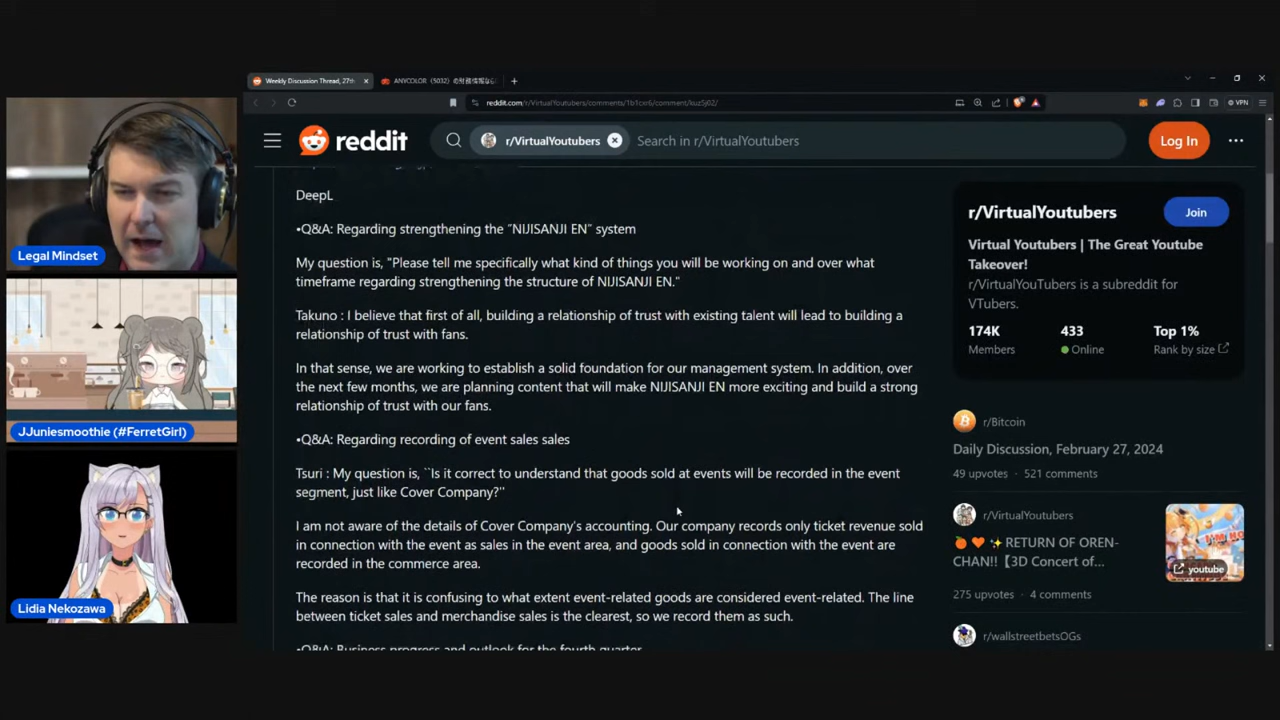 Weekly Discussion Thread, 27th
ANYCOLOR (5032)
reddit.com/r/VirtualYoutubers/comments/1b1csr6/comment/kuz5j02/
VPN
reddit
r/VirtualYoutubers
Search in r/VirtualYoutubers
Log In
DeepL
•Q&A: Regarding strengthening the "NIJISANJI EN" system
My question is, "Please tell me specifically what kind of things you will be working on and over what
timeframe regarding strengthening the structure of NIJISANJI EN."
Takuno : I believe that first of all, building a relationship of trust with existing talent will lead to building a
relationship of trust with fans.
In that sense, we are working to establish a solid foundation for our management system. In addition, over
the next few months, we are planning content that will make NIJISANJI EN more exciting and build a strong
relationship of trust with our fans.
•Q&A: Regarding recording of event sales sales
Tsuri : My question is, ``Is it correct to understand that goods sold at events will be recorded in the event
segment, just like Cover Company?''
I am not aware of the details of Cover Company's accounting. Our company records only ticket revenue sold
in connection with the event as sales in the event area, and goods sold in connection with the event are
recorded in the commerce area.
The reason is that it is confusing to what extent event-related goods are considered event-related. The line
between ticket sales and merchandise sales is the clearest, so we record them as such.
•Q&A: Business progress and outlook for the fourth quarter
r/VirtualYoutubers
Join
Virtual Youtubers | The Great Youtube
Takeover!
r/VirtualYouTubers is a subreddit for
VTubers.
174K
433
Top 1%
Members
Online
Rank by size
r/Bitcoin
Daily Discussion, February 27, 2024
49 upvotes · 521 comments
r/VirtualYoutubers
RETURN OF OREN-
CHAN!!【3D Concert of...
youtube
275 upvotes · 4 comments
r/wallstreetbetsOGs
Legal Mindset
JJuniesmoothie (#FerretGirl)
Lidia Nekozawa